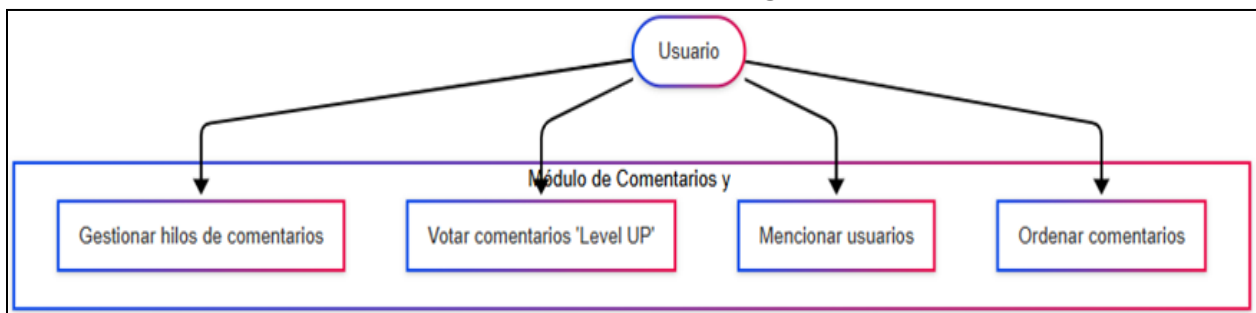 Usuario
Módulo de Comentarios y
Gestionar hilos de comentarios
Votar comentarios 'Level UP'
Mencionar usuarios
Ordenar comentarios